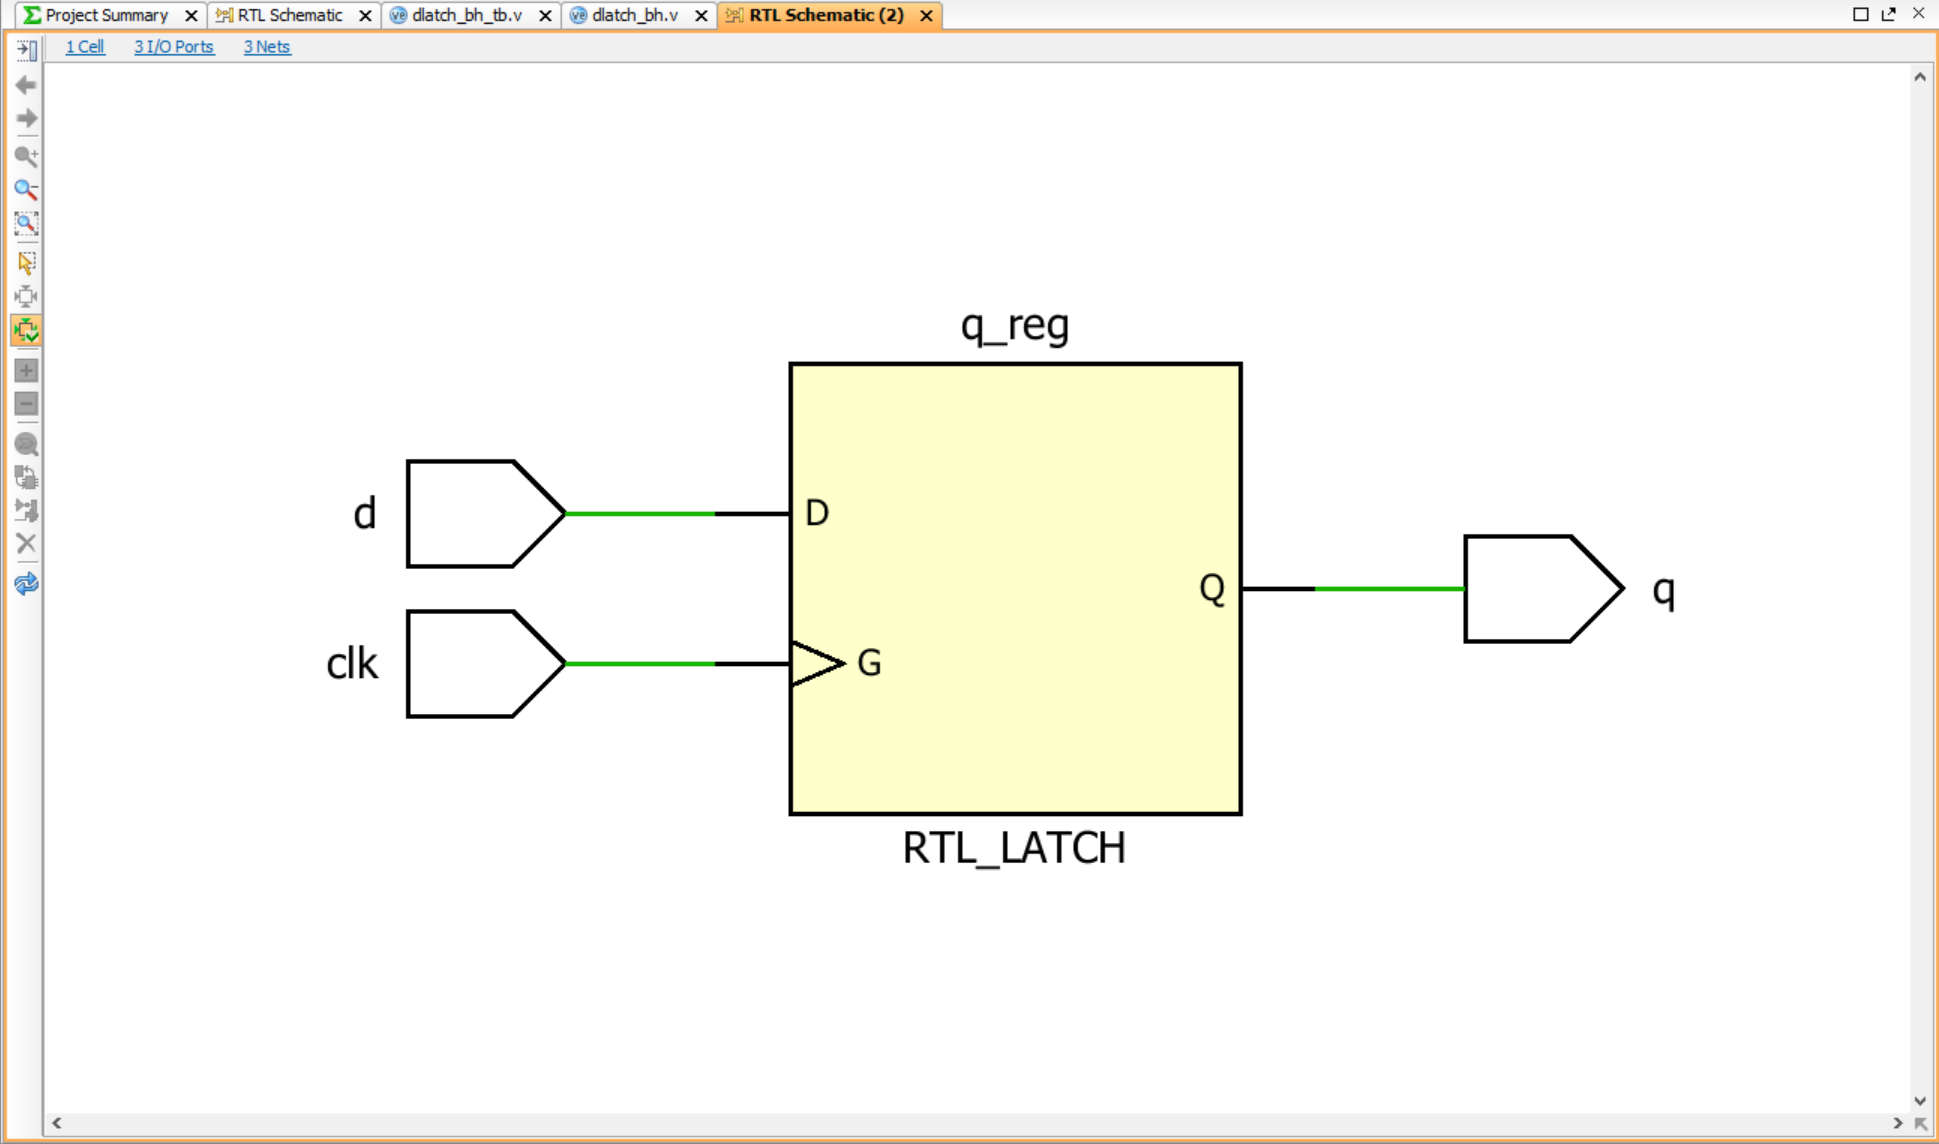 Project Summary RTL Schematic dlatch_bh_tb.v dlatch_bh.v RTL Schematic (2)
1 Cell 3 I/O Ports 3 Nets
q_reg
d D
Q q
clk G
RTL_LATCH